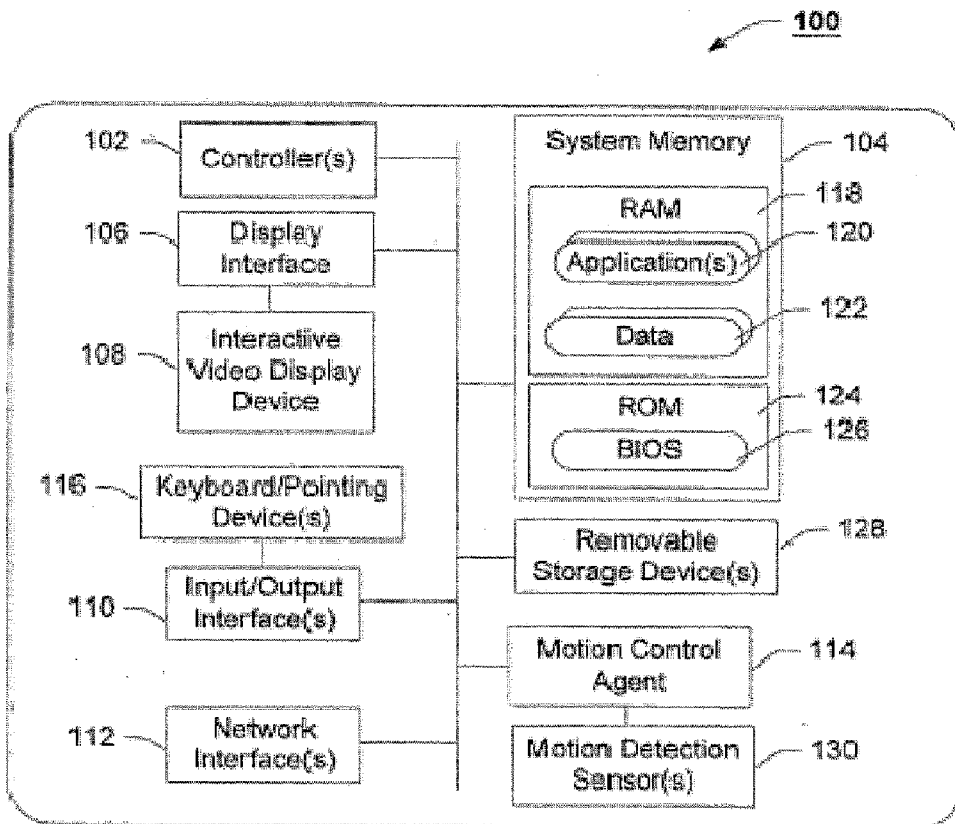 100
102
Controller(s)
System Memory
104
106
Display
Interface
RAM
118
Application(s)
120
Data
122
108
Interactiive
Video Display
Device
ROM
124
BIOS
126
116
Keyboard/Pointing
Device(s)
Removable
Storage Device(s)
128
110
Input/Output
Interface(s)
Motion Control
Agent
114
112
Network
Interface(s)
Motion Detection
Sensor(s)
130